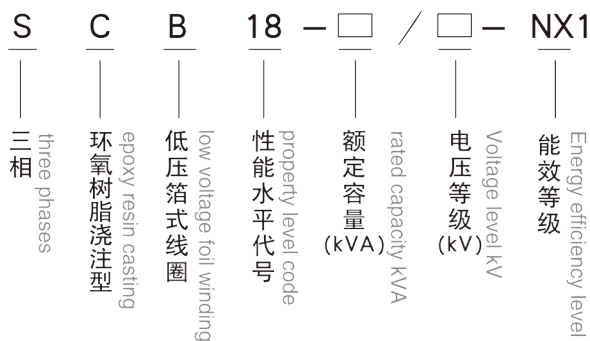 S C B 18 – □ / □ – NX1
三相
three phases
环氧树脂浇注型
epoxy resin casting
低压箔式线圈
low voltage foil winding
性能水平代号
property level code
额定容量
(kVA)
rated capacity kVA
电压等级
(kV)
Voltage level kV
能效等级
Energy efficiency level